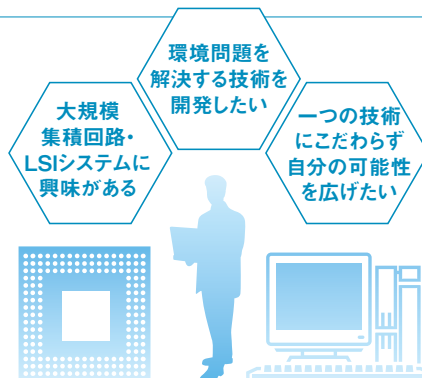 環境問題を
解決する技術を
開発したい
大規模
集積回路・
LSIシステムに
興味がある
一つの技術
にこだわらず
自分の可能性
を広げたい